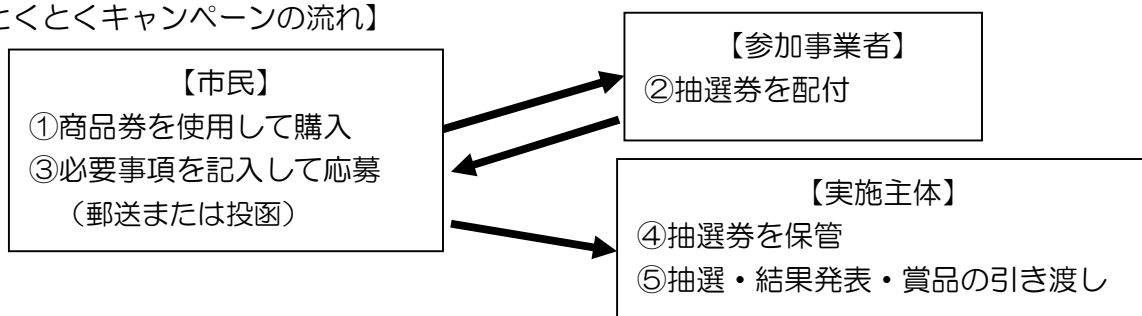 とくとくキャンペーンの流れ】
【市民】
①商品券を使用して購入
③必要事項を記入して応募
（郵送または投函）
【参加事業者】
②抽選券を配付
【実施主体】
④抽選券を保管
⑤抽選・結果発表・賞品の引き渡し